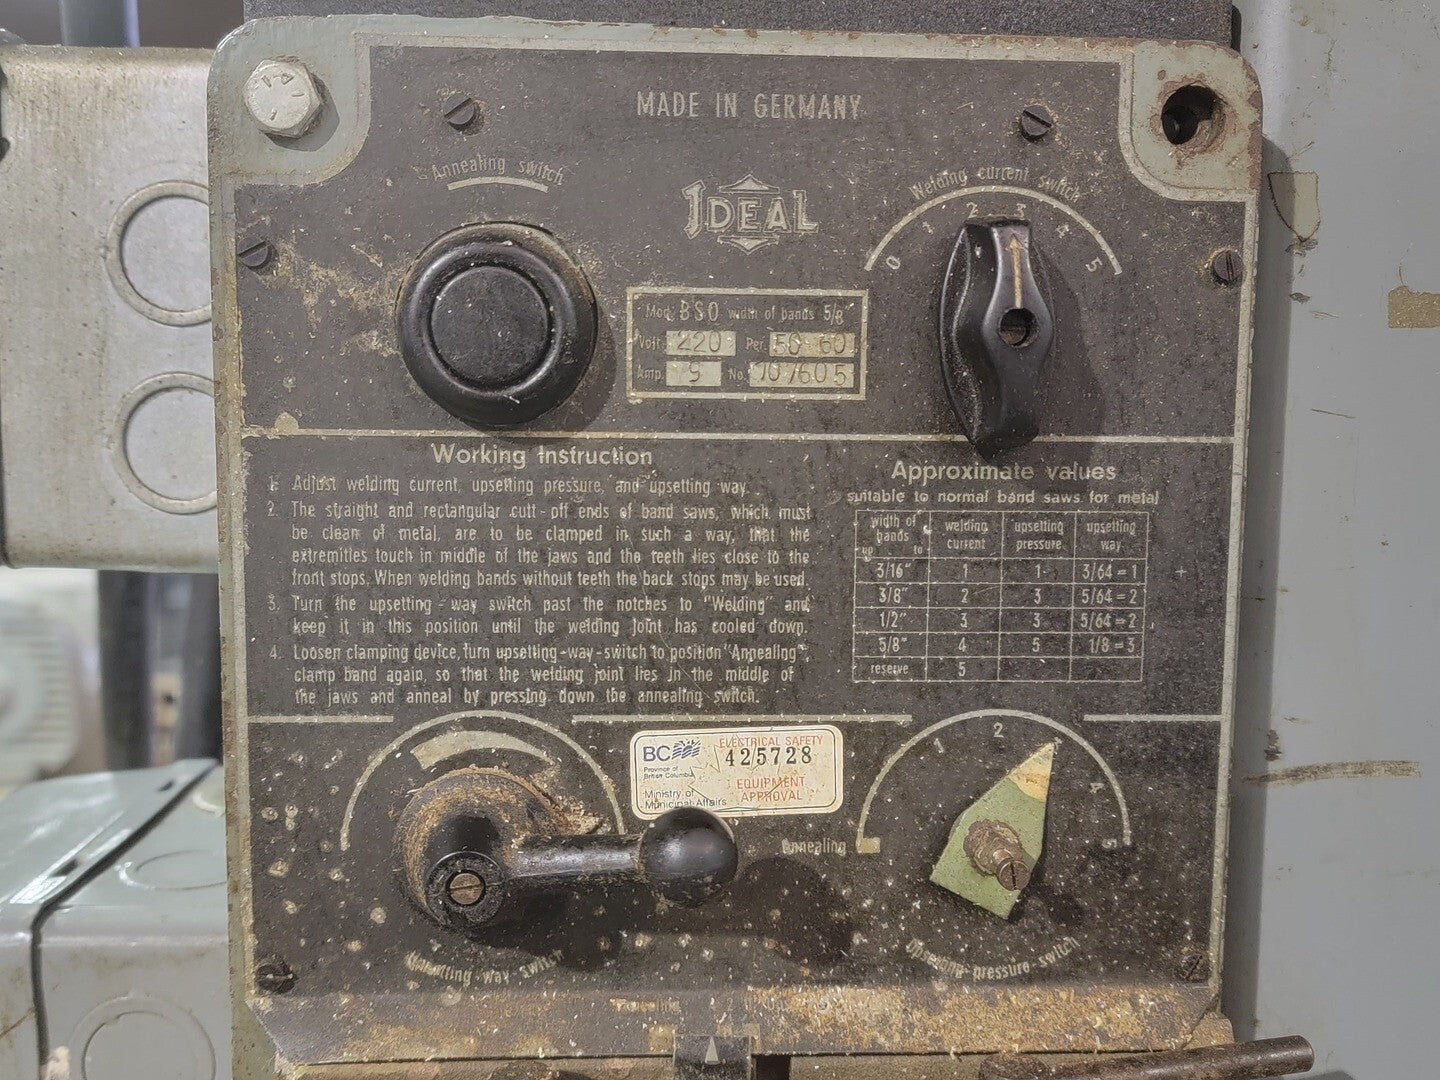 MADE IN GERMANY
Annealing switch
IDEAL
Welding current switch
0 1 2 3 4 5
Mod. BSO width of bands 5/8"
Volt. 220 Per. 50-60
Amp. 9 No. 107605
Working Instruction
1. Adjust welding current, upsetting pressure, and upsetting way.
2. The straight and rectangular cutt-off ends of band saws, which must
be clean of metal, are to be clamped in such a way, that the
extremities touch in middle of the jaws and the teeth lies close to the
front stops. When welding bands without teeth the back stops may be used.
3. Turn the upsetting-way switch past the notches to "Welding" and
keep it in this position until the welding joint has cooled down.
4. Loosen clamping device, turn upsetting-way-switch to position "Annealing",
clamp band again, so that the welding joint lies in the middle of
the jaws and anneal by pressing down the annealing switch.
Approximate values
suitable to normal band saws for metal
width of bands up to welding current upsetting pressure upsetting way
3/16" 1 1 3/64=1
3/8" 2 3 5/64=2
1/2" 3 3 5/64=2
5/8" 4 5 1/8=3
reserve 5
BC
Province of
British Columbia
Ministry of
Municipal Affairs
ELECTRICAL SAFETY
425728
EQUIPMENT
APPROVAL
Annealing
1 2 4 5
Upsetting-way-switch
Upsetting-pressure-switch